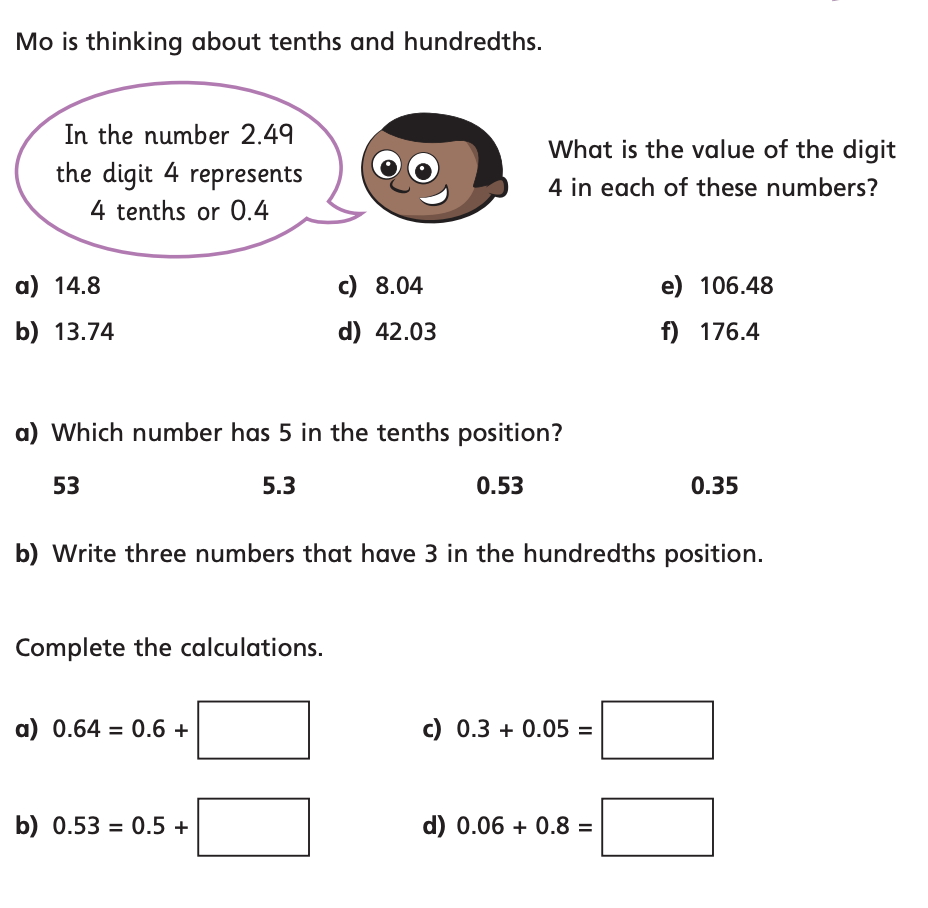 Mo is thinking about tenths and hundredths.
In the number 2.49
the digit 4 represents
4 tenths or 0.4
What is the value of the digit
4 in each of these numbers?
a) 14.8 c) 8.04 e) 106.48
b) 13.74 d) 42.03 f) 176.4
a) Which number has 5 in the tenths position?
53 5.3 0.53 0.35
b) Write three numbers that have 3 in the hundredths position.
Complete the calculations.
a) 0.64 = 0.6 + c) 0.3 + 0.05 =
b) 0.53 = 0.5 + d) 0.06 + 0.8 =